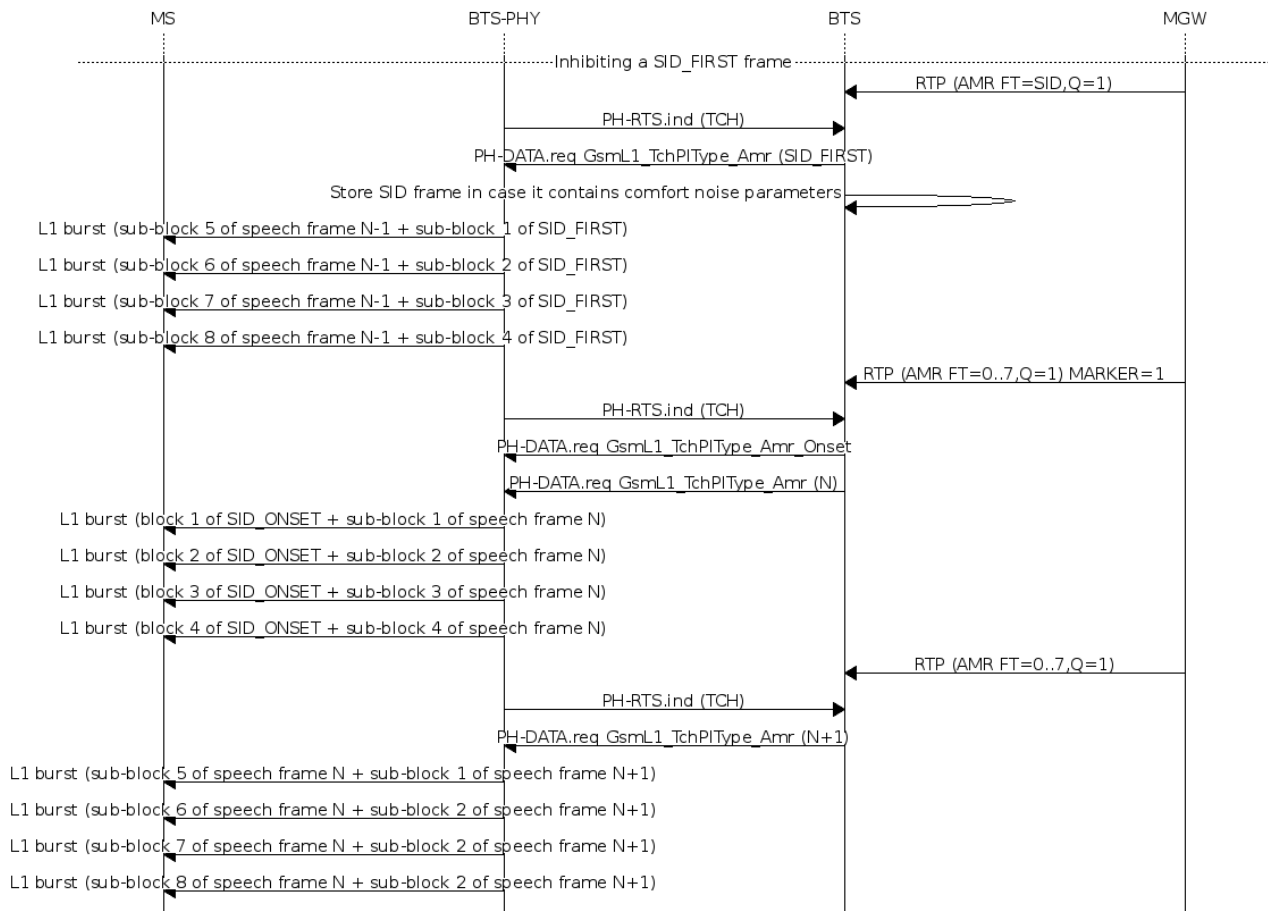 MS BTS-PHY BTS MGW
Inhibiting a SID_FIRST frame
RTP (AMR FT=SID,Q=1)
PH-RTS.ind (TCH)
PH-DATA.req GsmL1_TchPlType_Amr (SID_FIRST)
Store SID frame in case it contains comfort noise parameters
L1 burst (sub-block 5 of speech frame N-1 + sub-block 1 of SID_FIRST)
L1 burst (sub-block 6 of speech frame N-1 + sub-block 2 of SID_FIRST)
L1 burst (sub-block 7 of speech frame N-1 + sub-block 3 of SID_FIRST)
L1 burst (sub-block 8 of speech frame N-1 + sub-block 4 of SID_FIRST)
RTP (AMR FT=0..7,Q=1) MARKER=1
PH-RTS.ind (TCH)
PH-DATA.req GsmL1_TchPlType_Amr_Onset
PH-DATA.req GsmL1_TchPlType_Amr (N)
L1 burst (block 1 of SID_ONSET + sub-block 1 of speech frame N)
L1 burst (block 2 of SID_ONSET + sub-block 2 of speech frame N)
L1 burst (block 3 of SID_ONSET + sub-block 3 of speech frame N)
L1 burst (block 4 of SID_ONSET + sub-block 4 of speech frame N)
RTP (AMR FT=0..7,Q=1)
PH-RTS.ind (TCH)
PH-DATA.req GsmL1_TchPlType_Amr (N+1)
L1 burst (sub-block 5 of speech frame N + sub-block 1 of speech frame N+1)
L1 burst (sub-block 6 of speech frame N + sub-block 2 of speech frame N+1)
L1 burst (sub-block 7 of speech frame N + sub-block 2 of speech frame N+1)
L1 burst (sub-block 8 of speech frame N + sub-block 2 of speech frame N+1)